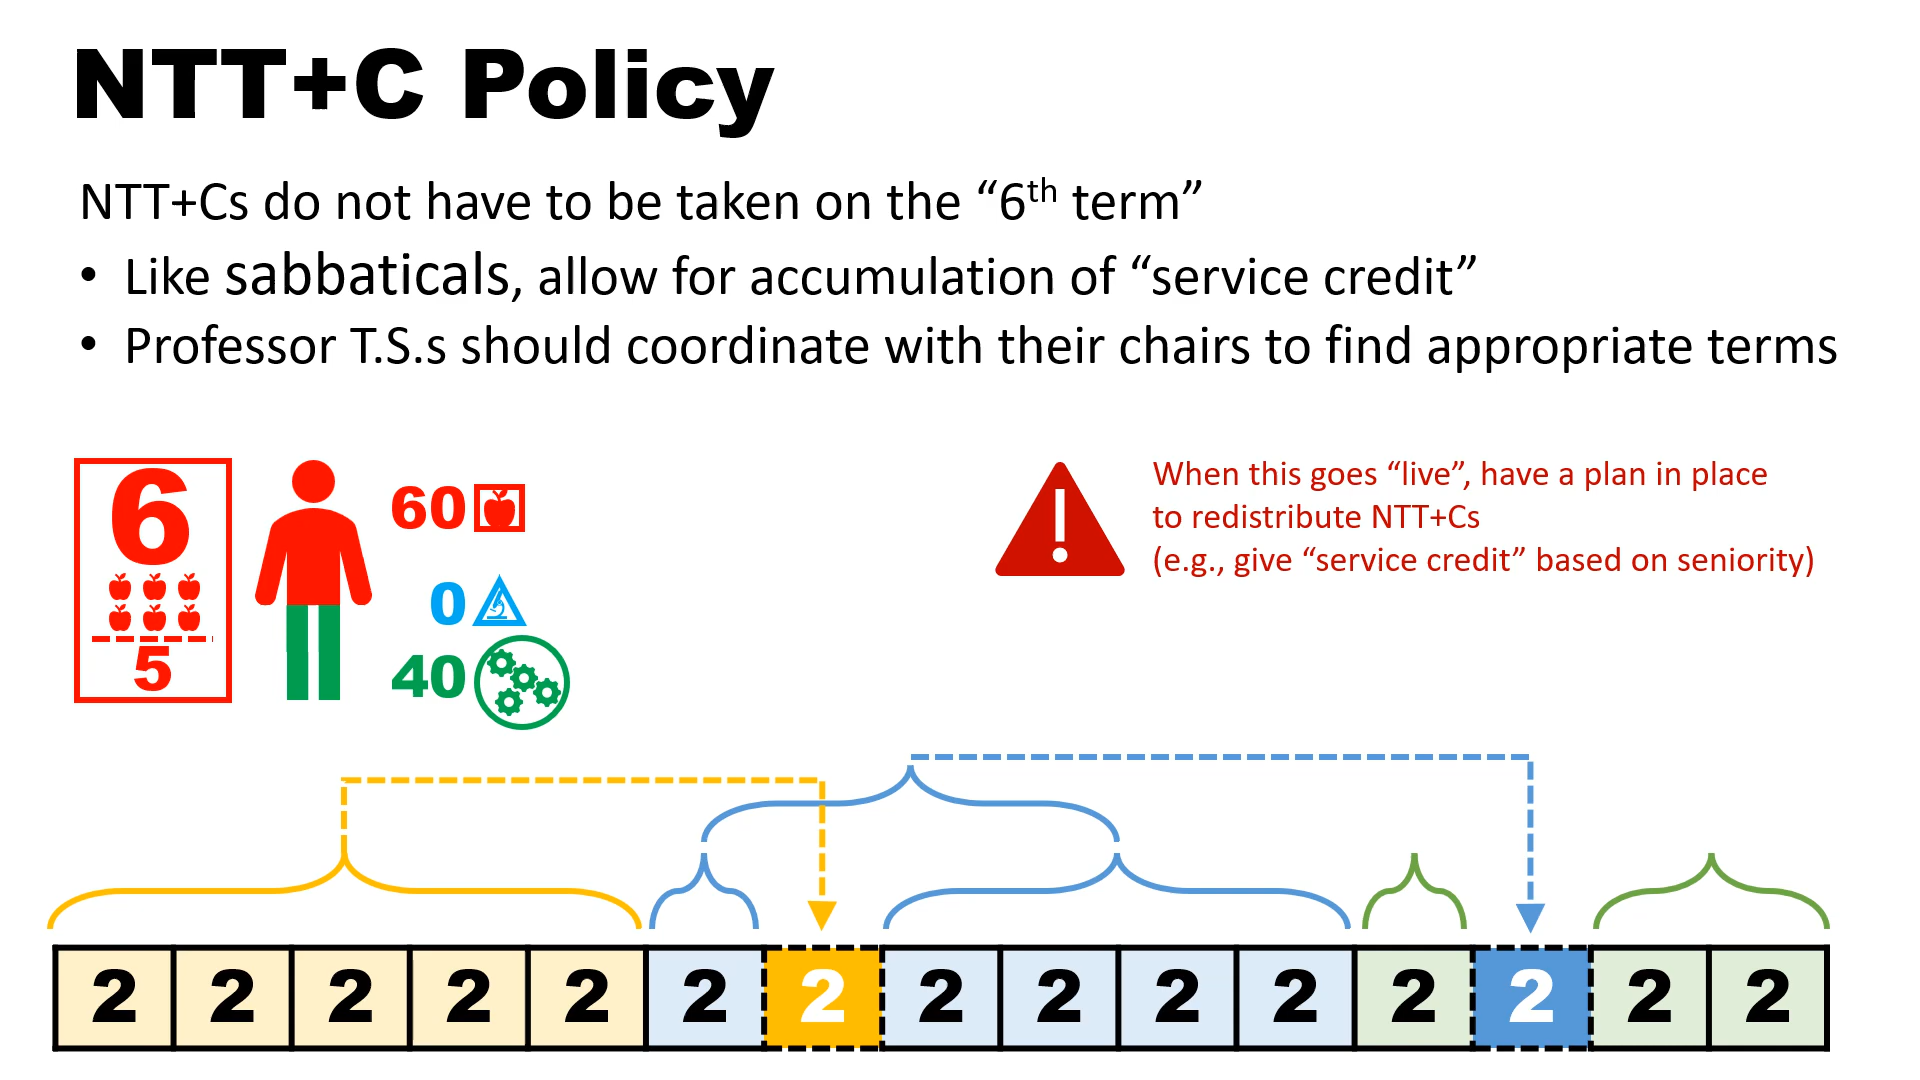 NTT+C Policy
NTT+Cs do not have to be taken on the “6th term”
• Like sabbaticals, allow for accumulation of “service credit”
• Professor T.S.s should coordinate with their chairs to find appropriate terms
6
5
60
0
40
When this goes “live”, have a plan in place
to redistribute NTT+Cs
(e.g., give “service credit” based on seniority)
2 2 2 2 2 2 2 2 2 2 2 2 2 2 2